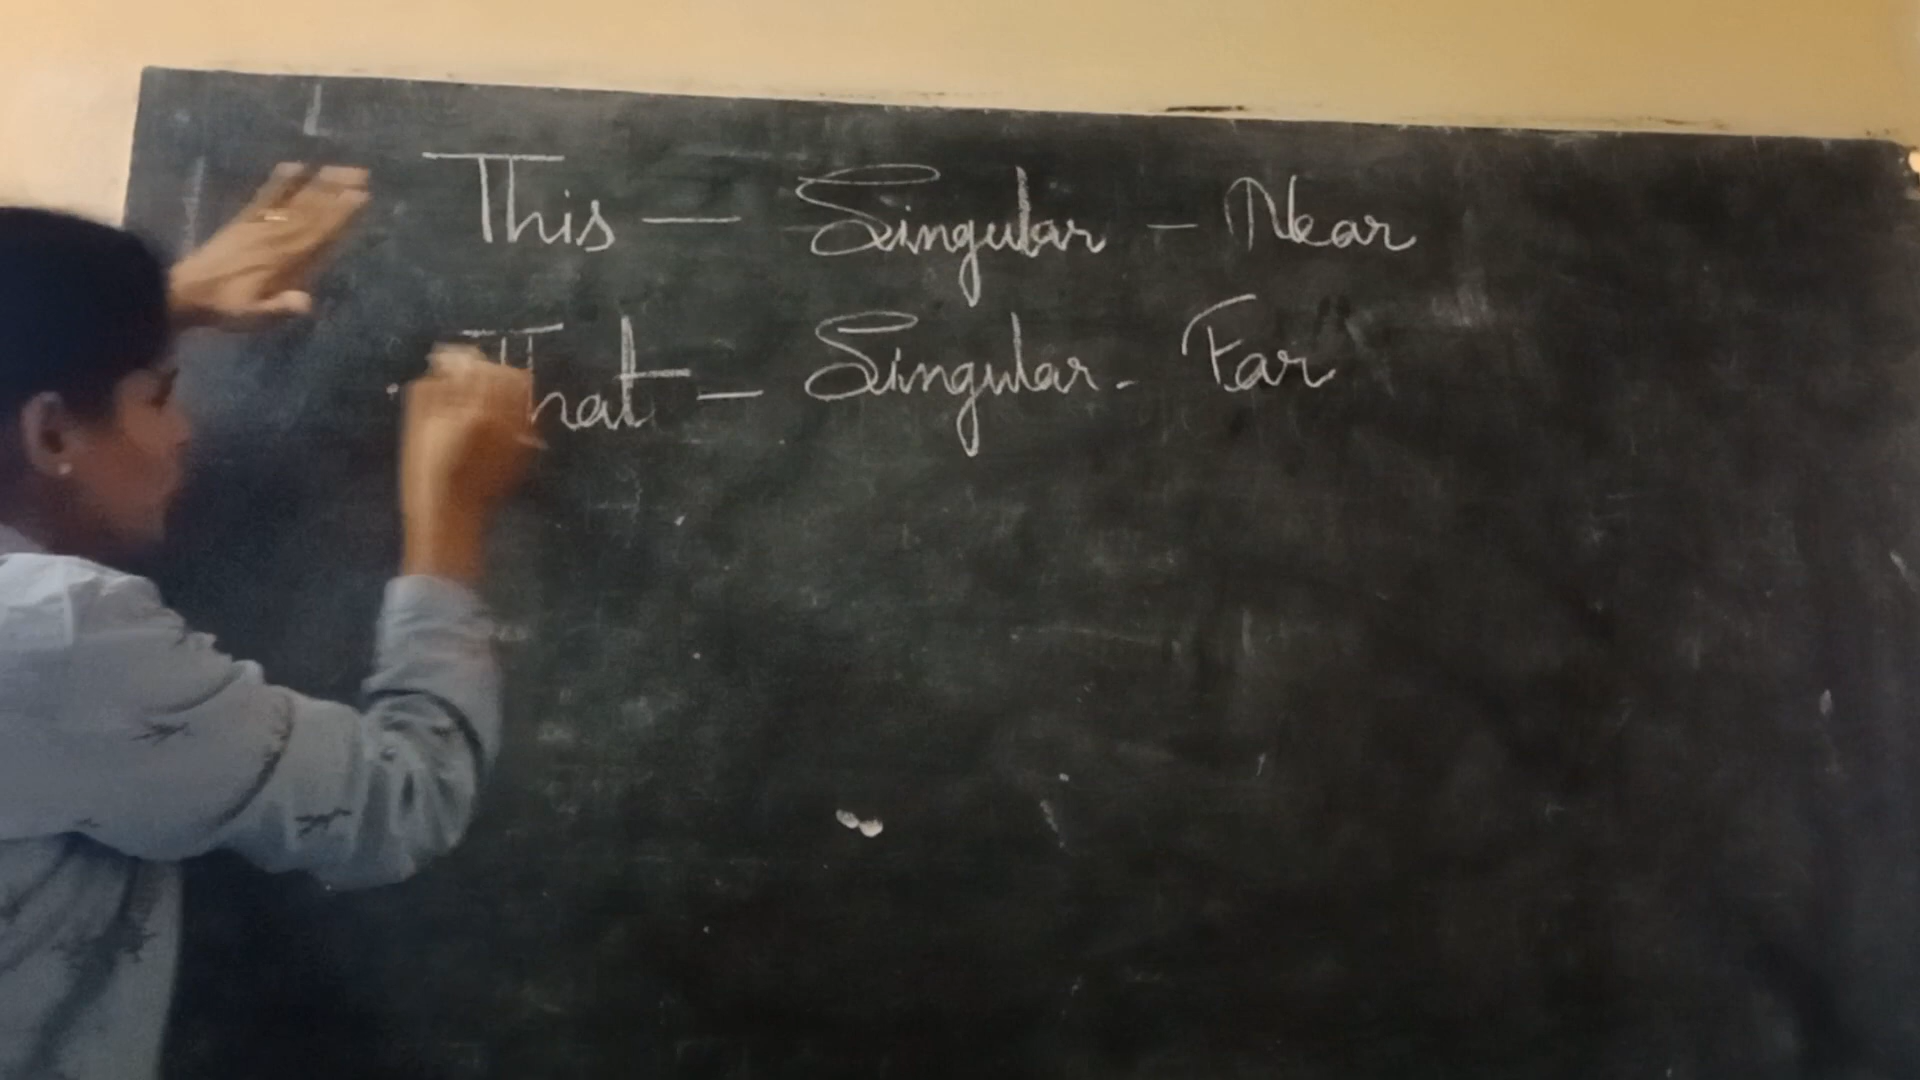 This — Singular - Near
That — Singular - Far